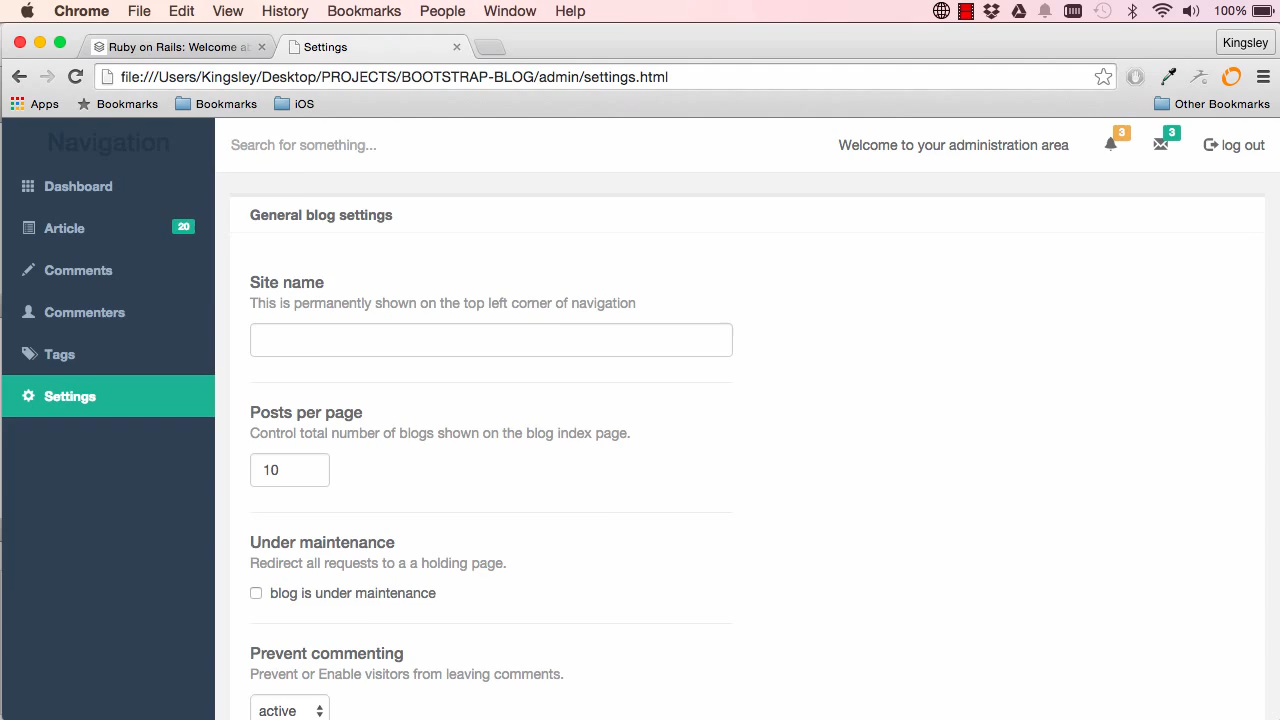 Chrome File Edit View History Bookmarks People Window Help 100%
Ruby on Rails: Welcome at Settings Kingsley
file:///Users/Kingsley/Desktop/PROJECTS/BOOTSTRAP-BLOG/admin/settings.html
Apps Bookmarks Bookmarks iOS Other Bookmarks
Navigation
Search for something... Welcome to your administration area 3 3 log out
Dashboard
Article 20
Comments
Commenters
Tags
Settings
General blog settings
Site name
This is permanently shown on the top left corner of navigation
Posts per page
Control total number of blogs shown on the blog index page.
10
Under maintenance
Redirect all requests to a a holding page.
blog is under maintenance
Prevent commenting
Prevent or Enable visitors from leaving comments.
active